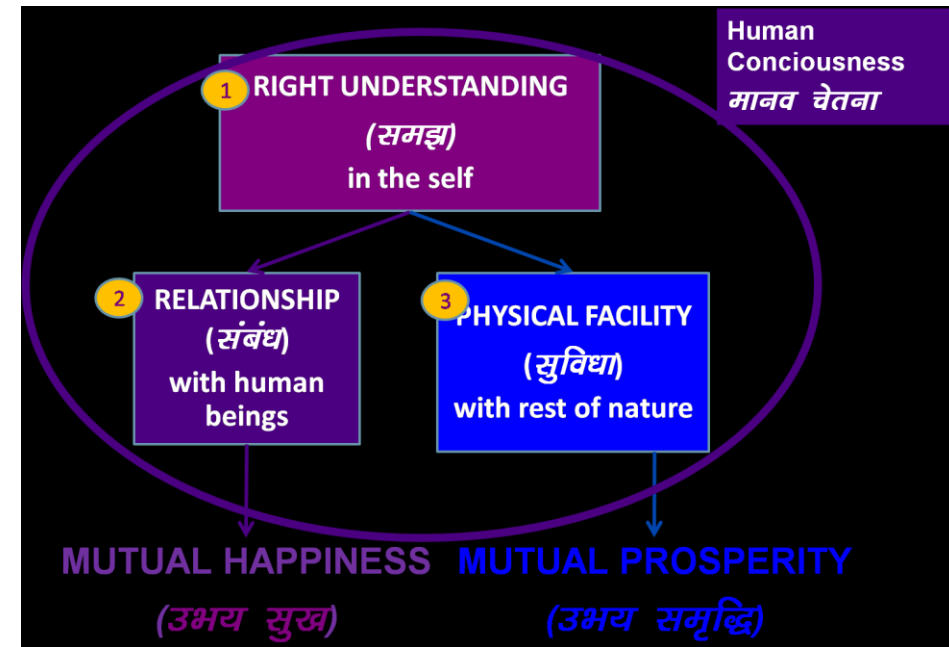 Human
Conciousness
मानव चेतना
1
RIGHT UNDERSTANDING
(समझ)
in the self
2
RELATIONSHIP
(संबंध)
with human
beings
3
PHYSICAL FACILITY
(सुविधा)
with rest of nature
MUTUAL HAPPINESS
(उभय सुख)
MUTUAL PROSPERITY
(उभय समृद्धि)